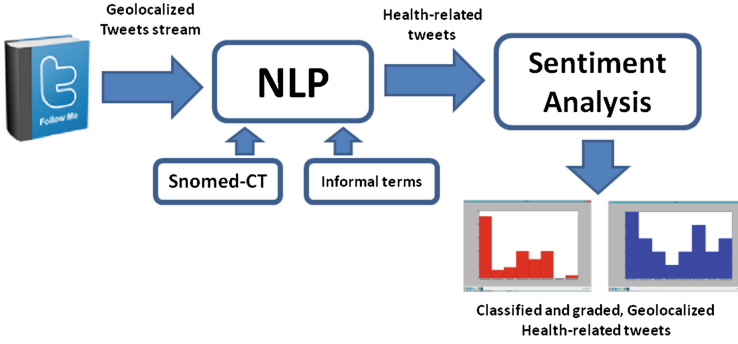 Geolocalized
Tweets stream
Health-related
tweets
Follow Me
NLP
Sentiment
Analysis
Snomed-CT
Informal terms
Classified and graded, Geolocalized
Health-related tweets